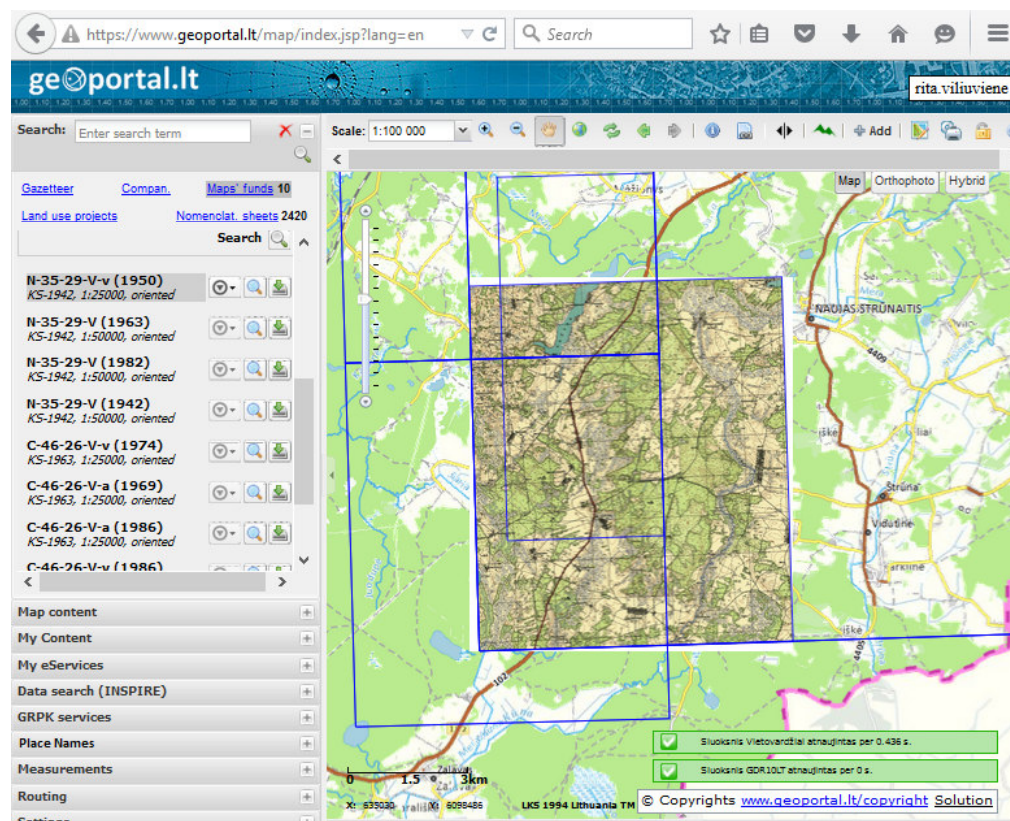 https://www.geoportal.lt/map/index.jsp?lang=en
Search
geoportal.lt
rita.viliuviene
Search:
Enter search term
Scale: 1:100 000
Add
Gazetteer
Compan.
Maps' funds 10
Land use projects
Nomenclat. sheets 2420
Search
N-35-29-V-v (1950)
KS-1942, 1:25000, oriented
N-35-29-V (1963)
KS-1942, 1:50000, oriented
N-35-29-V (1982)
KS-1942, 1:50000, oriented
N-35-29-V (1942)
KS-1942, 1:50000, oriented
C-46-26-V-v (1974)
KS-1963, 1:25000, oriented
C-46-26-V-a (1969)
KS-1963, 1:25000, oriented
C-46-26-V-a (1986)
KS-1963, 1:25000, oriented
C-46-26-V-v (1986)
Map content
My Content
My eServices
Data search (INSPIRE)
GRPK services
Place Names
Measurements
Routing
Settings
Map
Orthophoto
Hybrid
NAUJAS STRŪNAITIS
4409
Strūna
Vidutinė
4405
102
Sluoksnis Vietovardžiai atnaujintas per 0.436 s.
Sluoksnis GDR10LT atnaujintas per 0 s.
0 1.5 3km
Zalavas
X: 635030
6098486
LKS 1994 Lithuania TM
© Copyrights www.geoportal.lt/copyright Solution